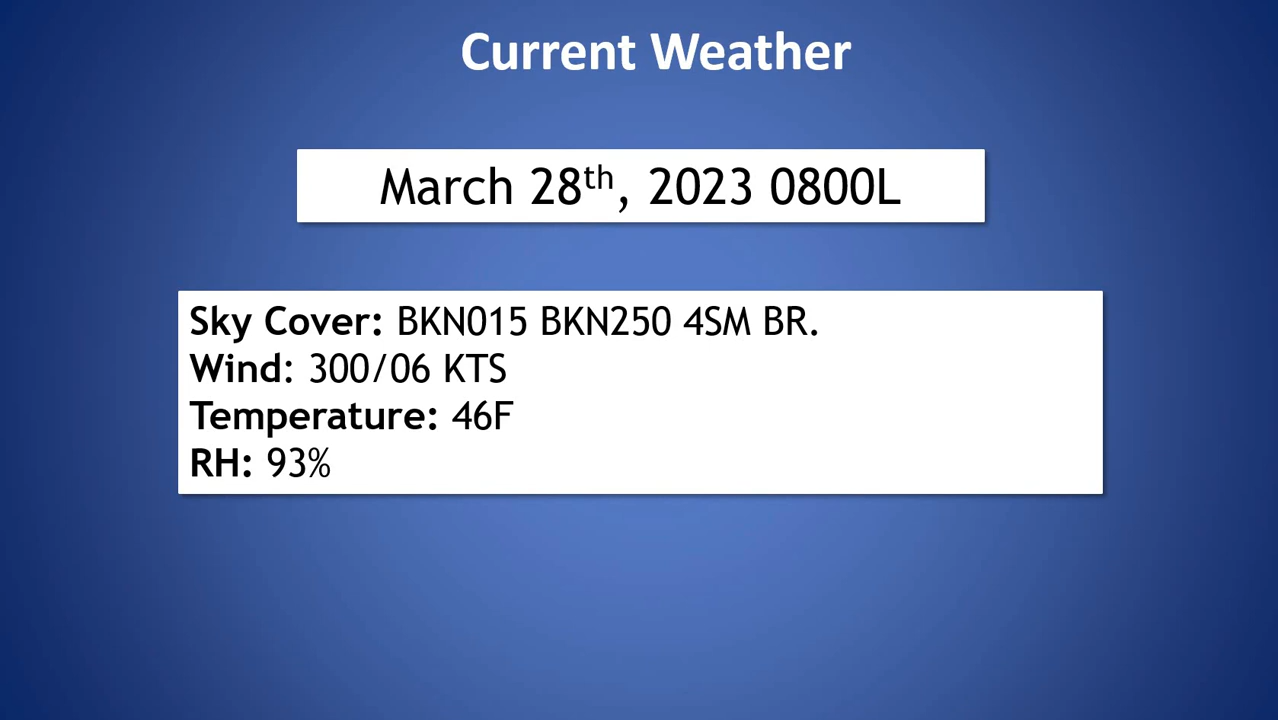 Current Weather
March 28th, 2023 0800L
Sky Cover: BKN015 BKN250 4SM BR.
Wind: 300/06 KTS
Temperature: 46F
RH: 93%